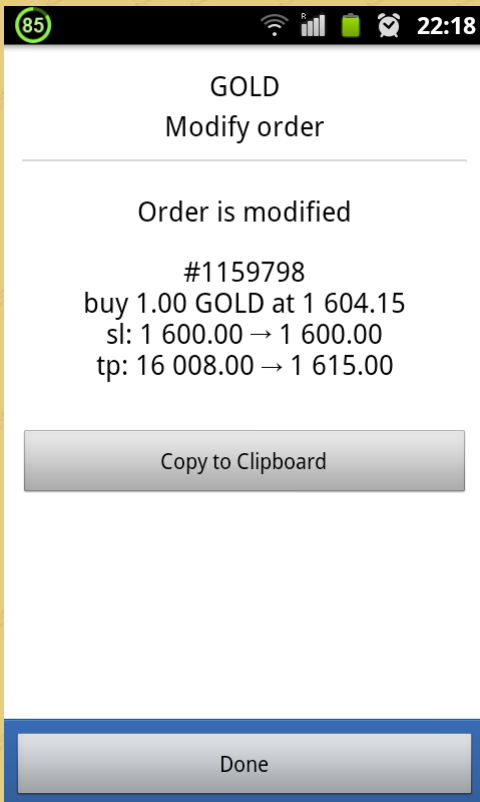 85 R 22:18
GOLD
Modify order
Order is modified
#1159798
buy 1.00 GOLD at 1 604.15
sl: 1 600.00 → 1 600.00
tp: 16 008.00 → 1 615.00
Copy to Clipboard
Done